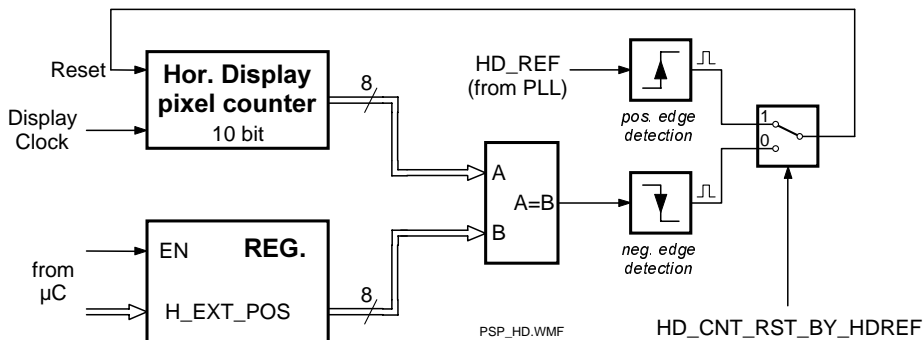 Reset
Hor. Display
pixel counter
10 bit
8
HD_REF
(from PLL)
pos. edge
detection
1
0
Display
Clock
A
B
A=B
neg. edge
detection
from
µC
EN
REG.
H_EXT_POS
8
PSP_HD.WMF
HD_CNT_RST_BY_HDREF